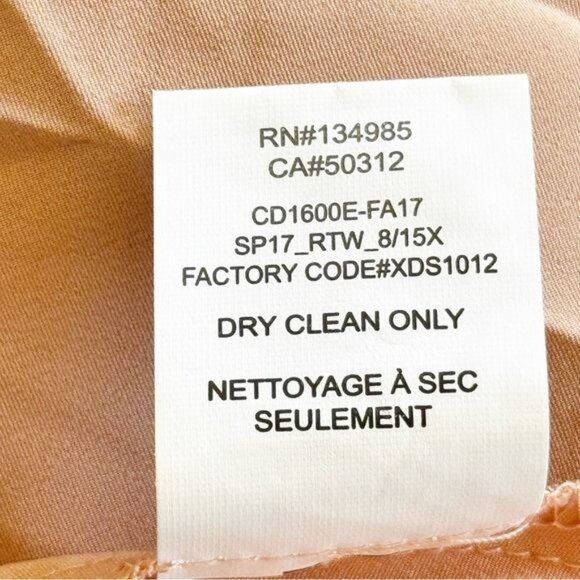 RN#134985
CA#50312
CD1600E-FA17
SP17_RTW_8/15X
FACTORY CODE#XDS1012
DRY CLEAN ONLY
NETTOYAGE À SEC
SEULEMENT